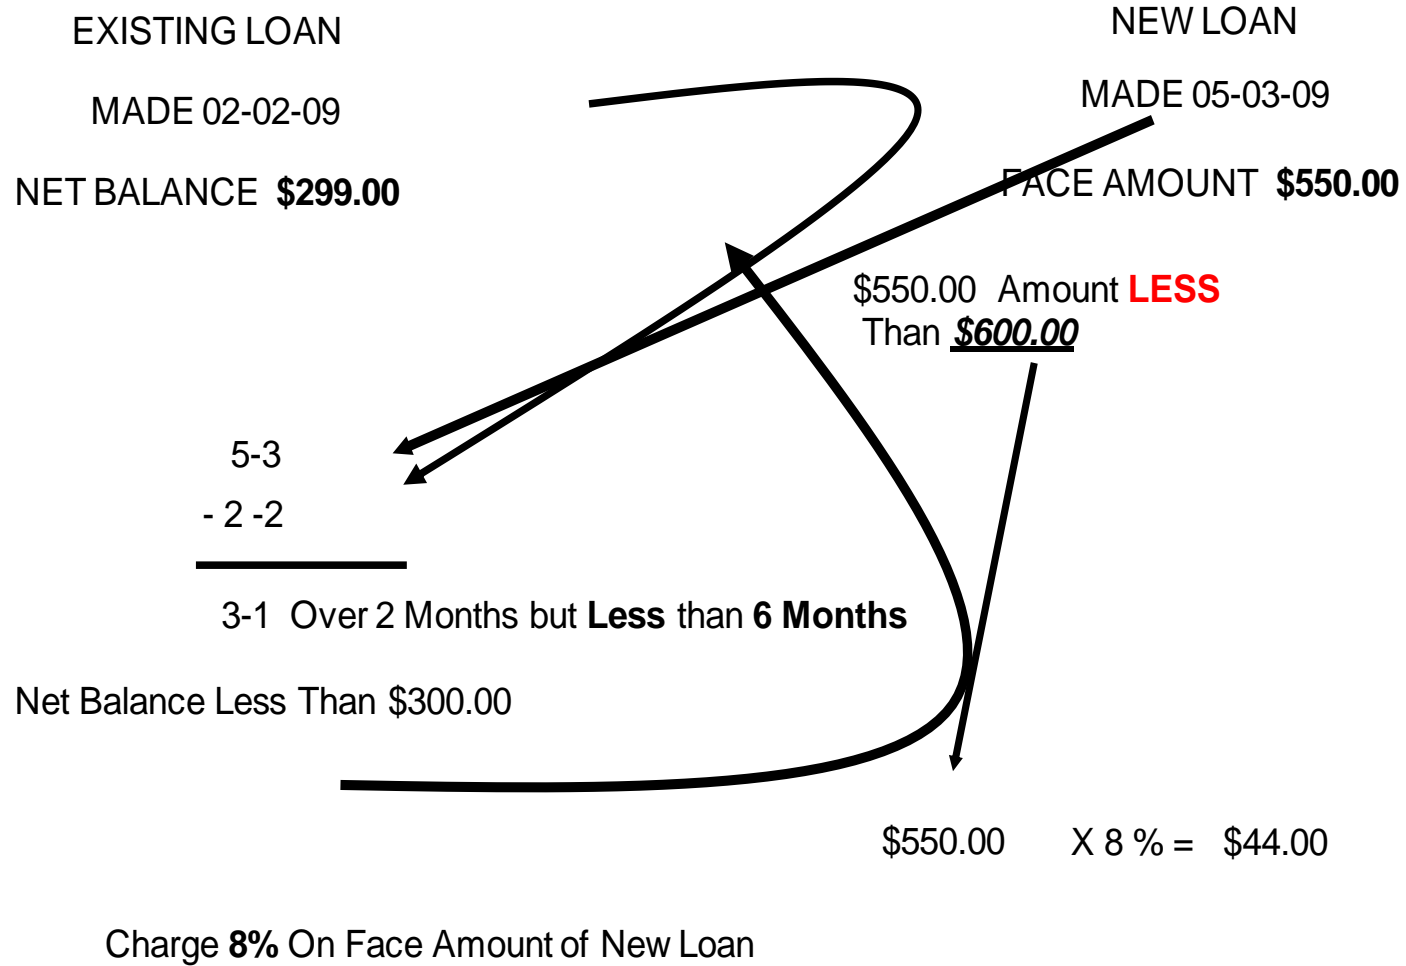 EXISTING LOAN
NEW LOAN
MADE 02-02-09
MADE 05-03-09
NET BALANCE $299.00
FACE AMOUNT $550.00
$550.00 Amount LESS
Than $600.00
5-3
- 2 -2
3-1 Over 2 Months but Less than 6 Months
Net Balance Less Than $300.00
$550.00 X 8 % = $44.00
Charge 8% On Face Amount of New Loan